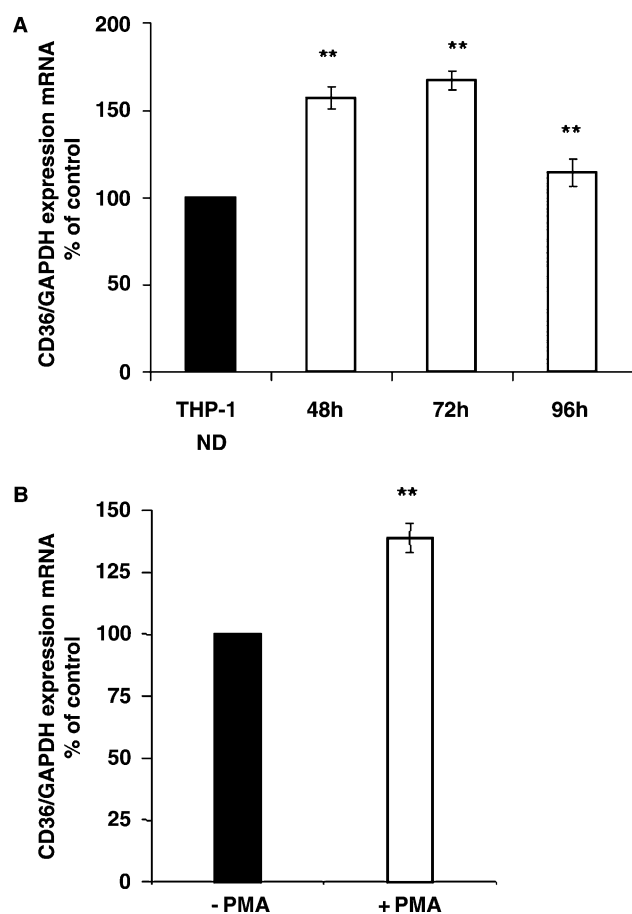 A
CD36/GAPDH expression mRNA
% of control
200
150
100
50
0
**
**
**
THP-1
ND
48h
72h
96h
B
CD36/GAPDH expression mRNA
% of control
150
125
100
75
50
25
0
**
- PMA
+ PMA